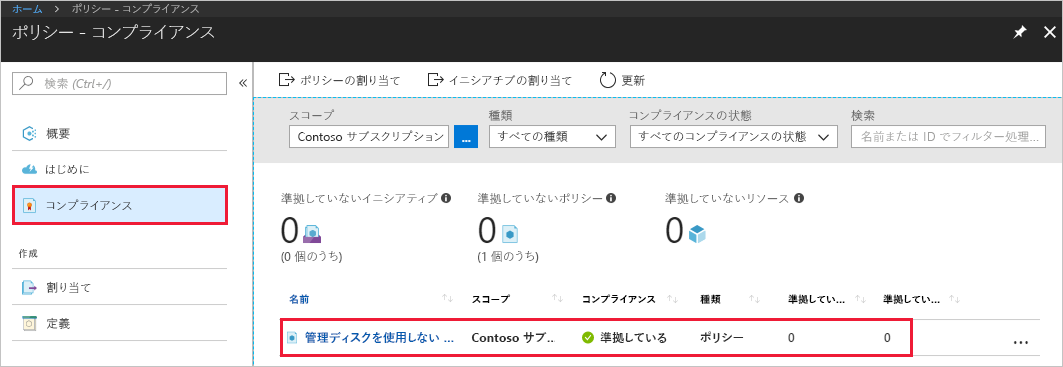 ホーム > ポリシー - コンプライアンス
ポリシー - コンプライアンス
検索 (Ctrl+/)
概要
はじめに
コンプライアンス
作成
割り当て
定義
ポリシーの割り当て イニシアチブの割り当て 更新
スコープ 種類 コンプライアンスの状態 検索
Contoso サブスクリプション ... すべての種類 すべてのコンプライアンスの状態 名前または ID でフィルター処理...
準拠していないイニシアティブ 準拠していないポリシー 準拠していないリソース
0 0 0
(0 個のうち) (1 個のうち)
名前 スコープ コンプライアンス 種類 準拠してい... 準拠してい...
管理ディスクを使用しない ... Contoso サブ... 準拠している ポリシー 0 0 ...